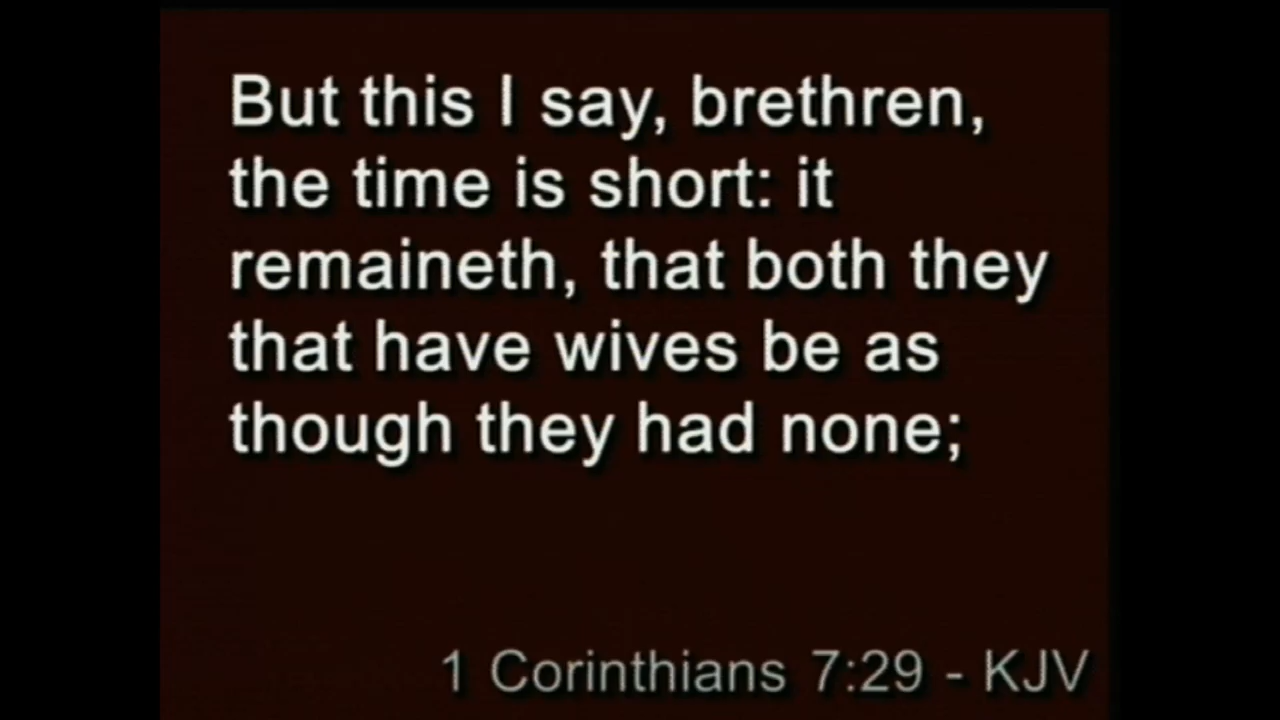 But this I say, brethren,
the time is short: it
remaineth, that both they
that have wives be as
though they had none;
1 Corinthians 7:29 - KJV